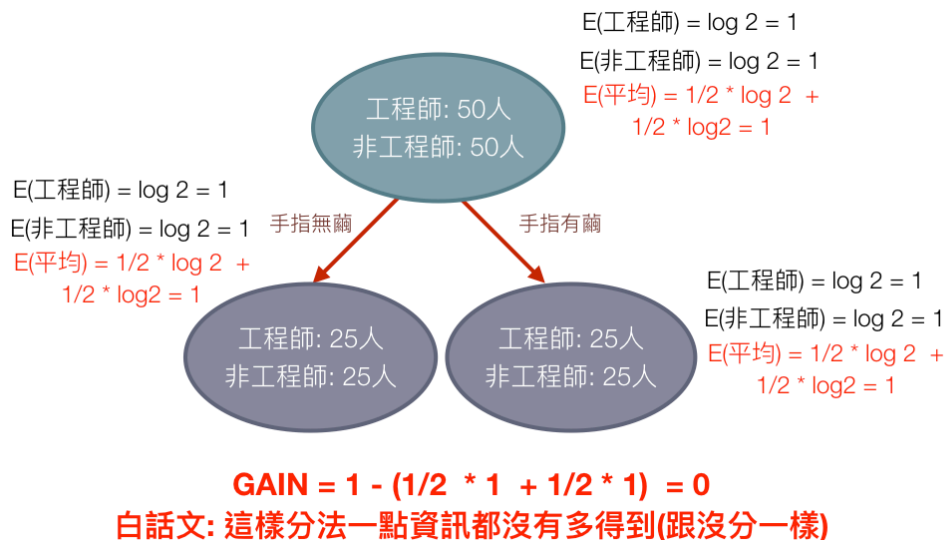 E(工程師) = log 2 = 1
E(非工程師) = log 2 = 1
E(平均) = 1/2 * log 2 +
1/2 * log2 = 1
工程師: 50人
非工程師: 50人
E(工程師) = log 2 = 1
E(非工程師) = log 2 = 1
E(平均) = 1/2 * log 2 +
1/2 * log2 = 1
手指無繭
手指有繭
工程師: 25人
非工程師: 25人
工程師: 25人
非工程師: 25人
E(工程師) = log 2 = 1
E(非工程師) = log 2 = 1
E(平均) = 1/2 * log 2 +
1/2 * log2 = 1
GAIN = 1 - (1/2 * 1 + 1/2 * 1) = 0
白話文: 這樣分法一點資訊都沒有多得到(跟沒分一樣)